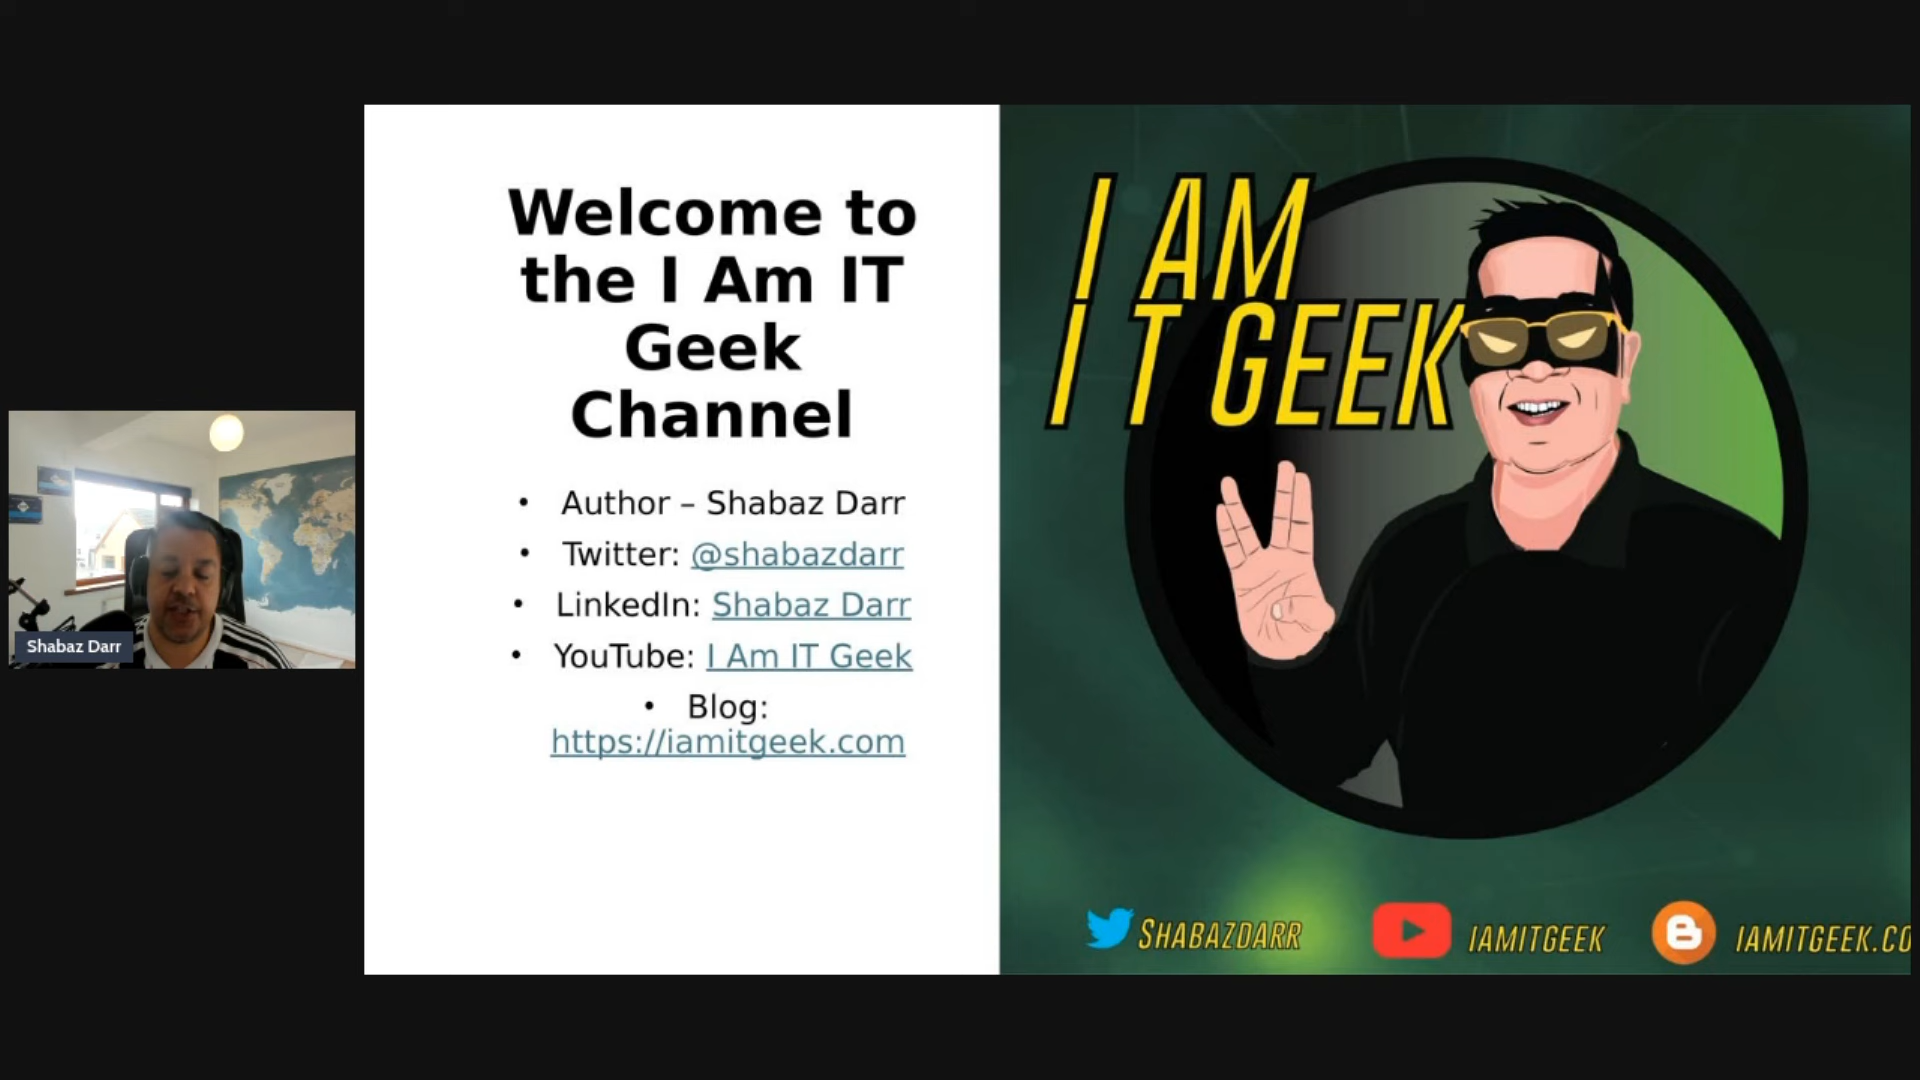 Welcome to
the I Am IT
Geek
Channel
• Author – Shabaz Darr
• Twitter: @shabazdarr
• LinkedIn: Shabaz Darr
• YouTube: I Am IT Geek
• Blog:
https://iamitgeek.com
I AM
IT GEEK
SHABAZDARR
IAMITGEEK
IAMITGEEK.CO
Shabaz Darr